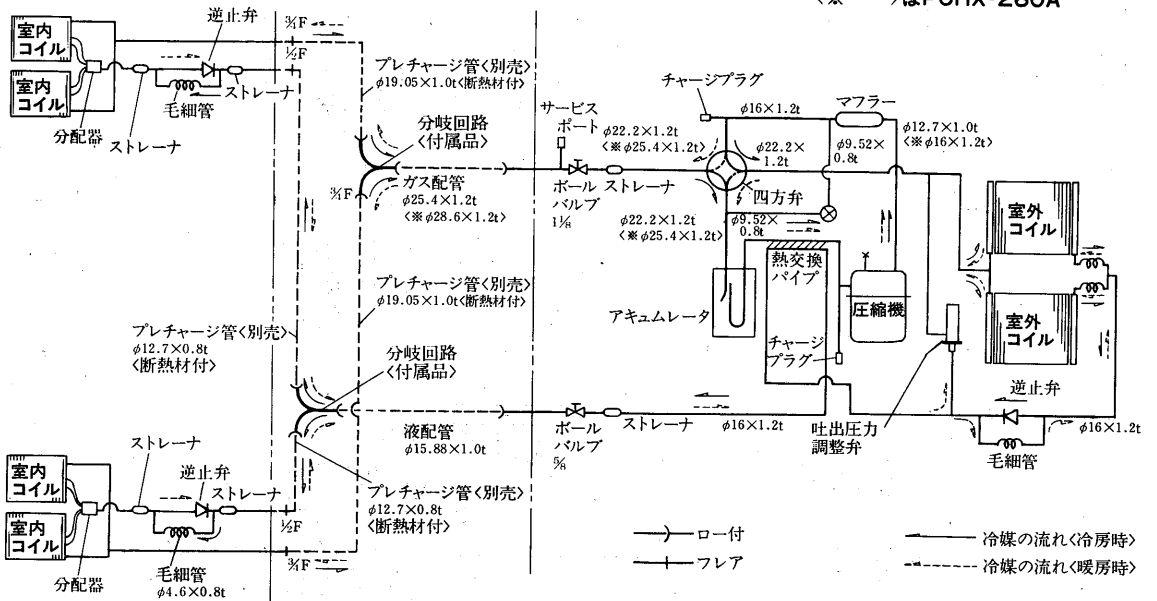 〈※ 〉はPUHX-280A
逆止弁
室内
コイル
室内
コイル
分配器
ストレーナ
毛細管
ストレーナ
3/4F
1/2F
プレチャージ管〈別売〉
φ19.05×1.0t〈断熱材付〉
分岐回路
〈付属品〉
3/4F
ガス配管
φ25.4×1.2t
〈※φ28.6×1.2t〉
サービス
ポート
ボール
バルブ
1 1/8
ストレーナ
φ22.2×1.2t
〈※φ25.4×1.2t〉
チャージプラグ
φ16×1.2t
マフラー
φ12.7×1.0t
〈※φ16×1.2t〉
φ22.2×
1.2t
φ9.52×
0.8t
四方弁
φ22.2×1.2t
〈※φ25.4×1.2t〉
φ9.52×
0.8t
熱交換
パイプ
アキュムレータ
圧縮機
チャージ
プラグ
室外
コイル
室外
コイル
プレチャージ管〈別売〉
φ19.05×1.0t〈断熱材付〉
プレチャージ管〈別売〉
φ12.7×0.8t
〈断熱材付〉
分岐回路
〈付属品〉
液配管
φ15.88×1.0t
ボール
バルブ
5/8
ストレーナ
φ16×1.2t
吐出圧力
調整弁
逆止弁
毛細管
φ16×1.2t
ストレーナ
逆止弁
ストレーナ
室内
コイル
室内
コイル
分配器
毛細管
φ4.6×0.8t
1/2F
3/4F
プレチャージ管〈別売〉
φ12.7×0.8t
〈断熱材付〉
ロー付
フレア
冷媒の流れ〈冷房時〉
冷媒の流れ〈暖房時〉